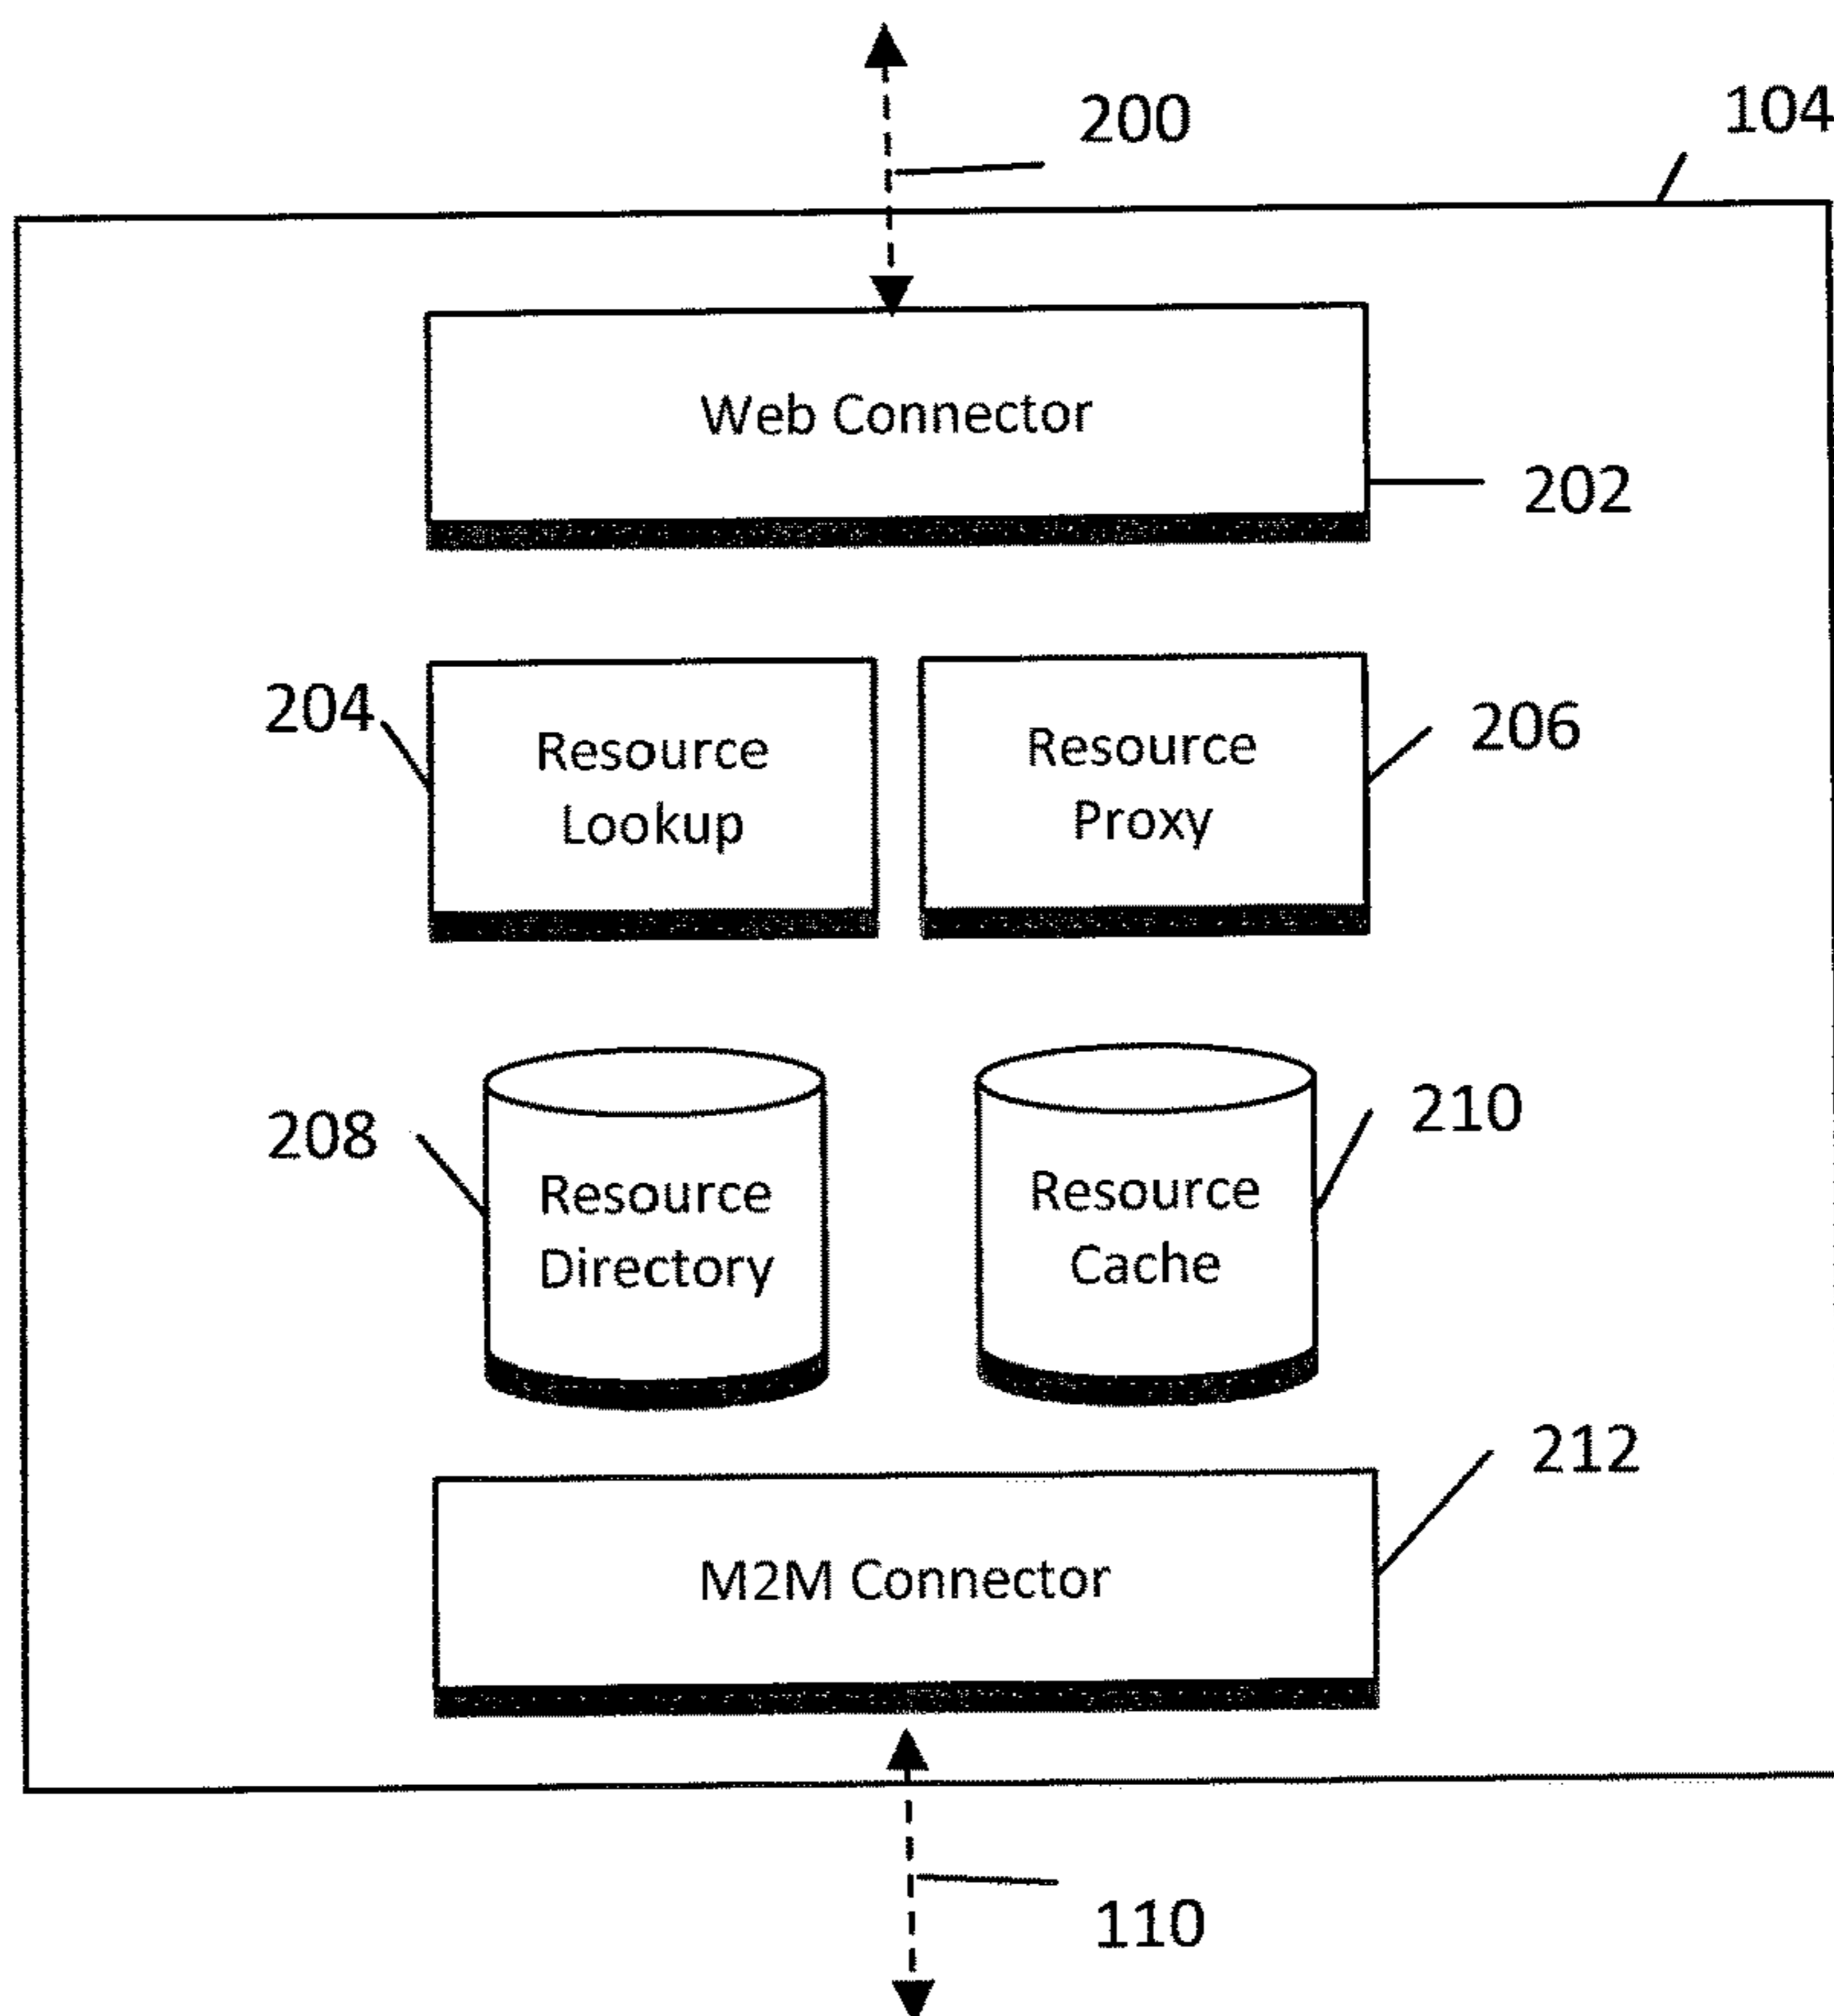 200
104
Web Connector
202
204
Resource
Lookup
Resource
Proxy
206
208
Resource
Directory
Resource
Cache
210
212
M2M Connector
110